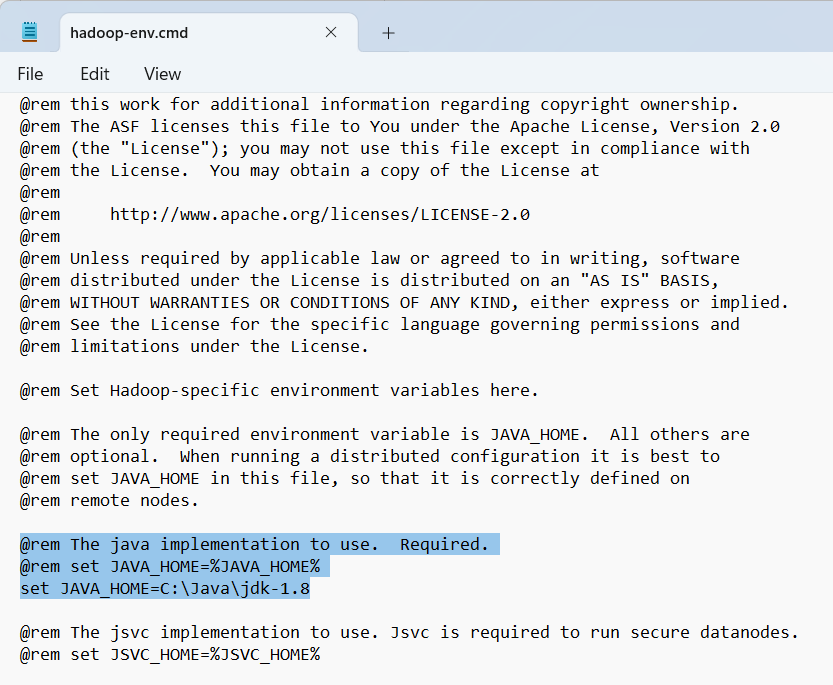 hadoop-env.cmd
File Edit View
@rem this work for additional information regarding copyright ownership.
@rem The ASF licenses this file to You under the Apache License, Version 2.0
@rem (the "License"); you may not use this file except in compliance with
@rem the License.  You may obtain a copy of the License at
@rem
@rem     http://www.apache.org/licenses/LICENSE-2.0
@rem
@rem Unless required by applicable law or agreed to in writing, software
@rem distributed under the License is distributed on an "AS IS" BASIS,
@rem WITHOUT WARRANTIES OR CONDITIONS OF ANY KIND, either express or implied.
@rem See the License for the specific language governing permissions and
@rem limitations under the License.
@rem Set Hadoop-specific environment variables here.
@rem The only required environment variable is JAVA_HOME.  All others are
@rem optional.  When running a distributed configuration it is best to
@rem set JAVA_HOME in this file, so that it is correctly defined on
@rem remote nodes.
@rem The java implementation to use.  Required.
@rem set JAVA_HOME=%JAVA_HOME%
set JAVA_HOME=C:\Java\jdk-1.8
@rem The jsvc implementation to use. Jsvc is required to run secure datanodes.
@rem set JSVC_HOME=%JSVC_HOME%